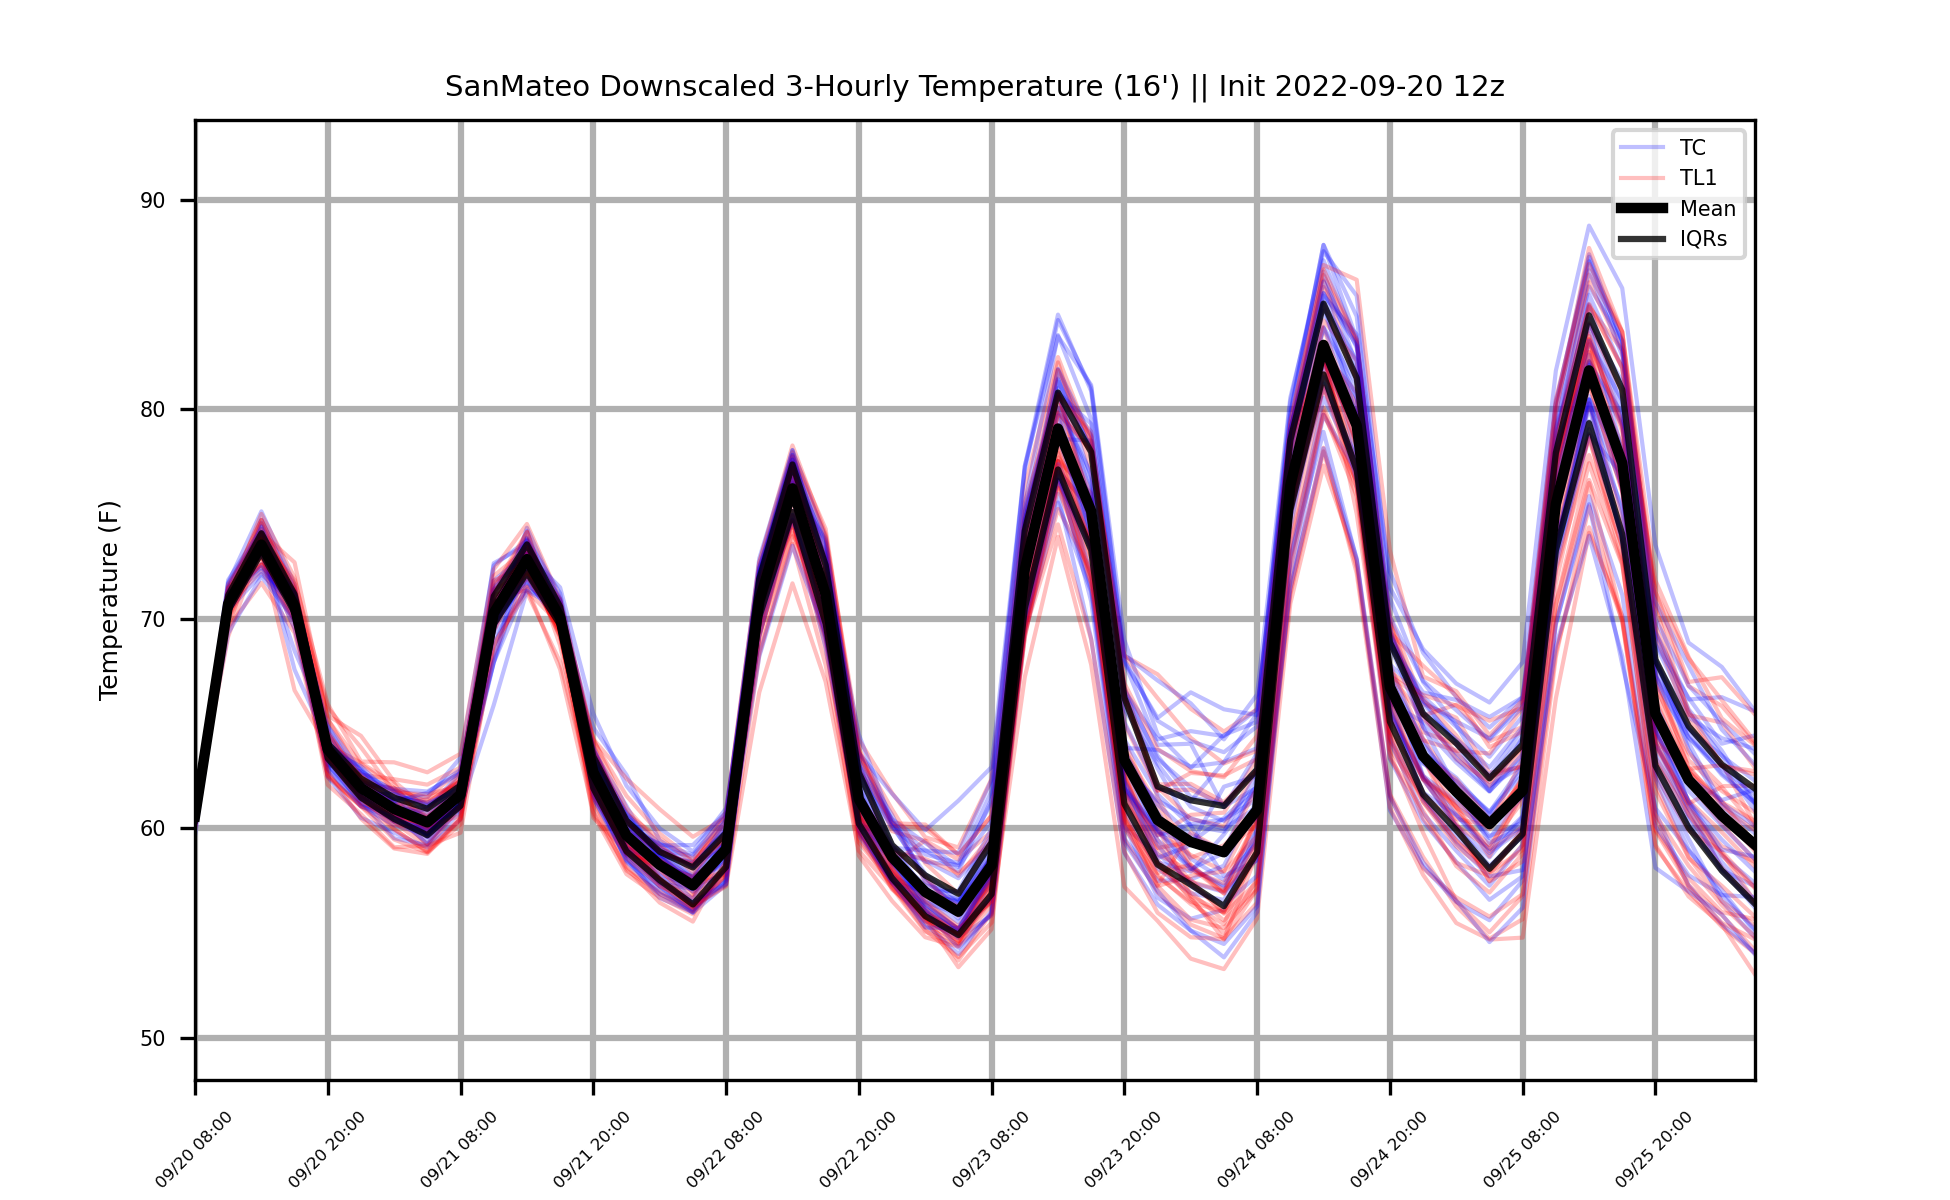 SanMateo Downscaled 3-Hourly Temperature (16') || Init 2022-09-20 12z
TC
TL1
Mean
IQRs
Temperature (F)
90
80
70
60
50
09/20 08:00
09/20 20:00
09/21 08:00
09/21 20:00
09/22 08:00
09/22 20:00
09/23 08:00
09/23 20:00
09/24 08:00
09/24 20:00
09/25 08:00
09/25 20:00